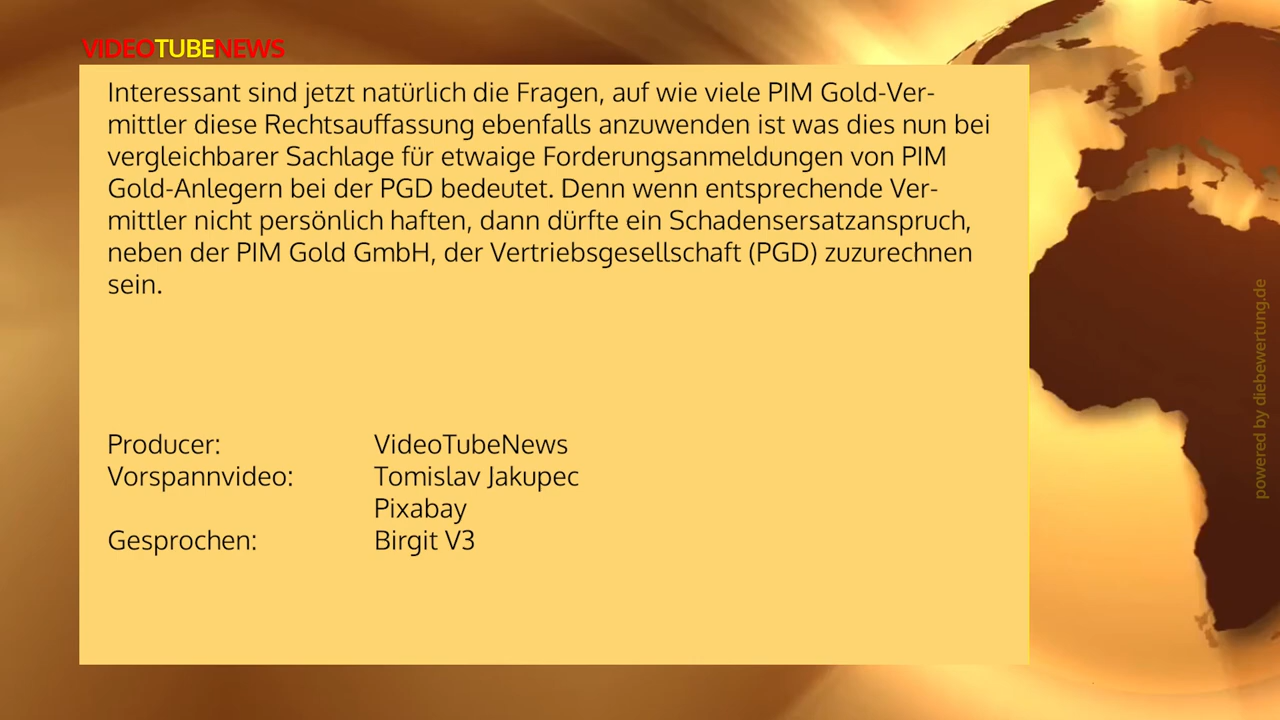 VIDEOTUBENEWS
Interessant sind jetzt natürlich die Fragen, auf wie viele PIM Gold-Ver-
mittler diese Rechtsauffassung ebenfalls anzuwenden ist was dies nun bei
vergleichbarer Sachlage für etwaige Forderungsanmeldungen von PIM
Gold-Anlegern bei der PGD bedeutet. Denn wenn entsprechende Ver-
mittler nicht persönlich haften, dann dürfte ein Schadensersatzanspruch,
neben der PIM Gold GmbH, der Vertriebsgesellschaft (PGD) zuzurechnen
sein.
Producer: VideoTubeNews
Vorspannvideo: Tomislav Jakupec
Pixabay
Gesprochen: Birgit V3
powered by diebewertung.de